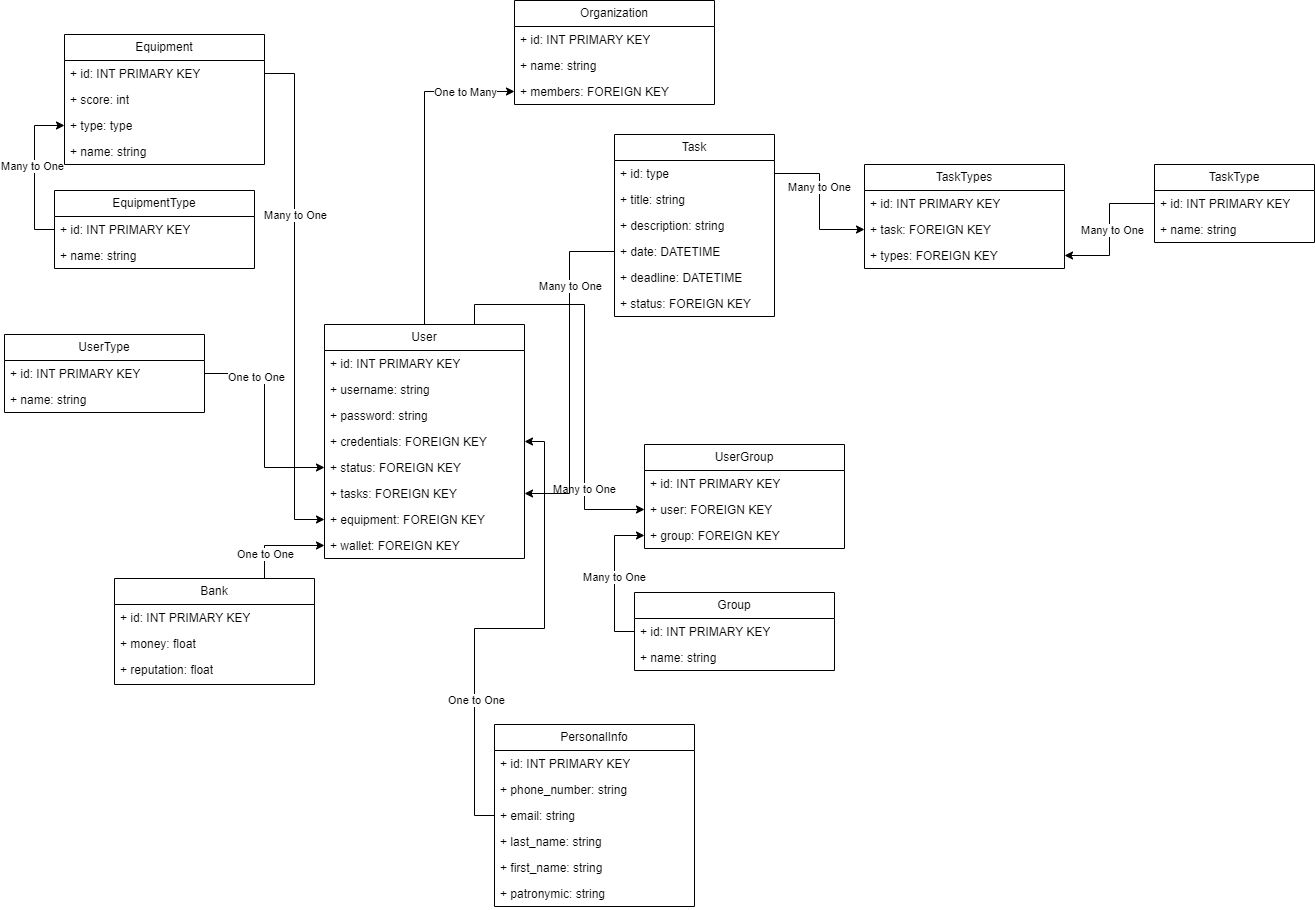 Organization
+ id: INT PRIMARY KEY
+ name: string
+ members: FOREIGN KEY
One to Many
Equipment
+ id: INT PRIMARY KEY
+ score: int
+ type: type
+ name: string
Many to One
EquipmentType
+ id: INT PRIMARY KEY
+ name: string
Many to One
Task
+ id: type
+ title: string
+ description: string
+ date: DATETIME
+ deadline: DATETIME
+ status: FOREIGN KEY
Many to One
TaskTypes
+ id: INT PRIMARY KEY
+ task: FOREIGN KEY
+ types: FOREIGN KEY
Many to One
TaskType
+ id: INT PRIMARY KEY
+ name: string
Many to One
UserType
+ id: INT PRIMARY KEY
+ name: string
One to One
User
+ id: INT PRIMARY KEY
+ username: string
+ password: string
+ credentials: FOREIGN KEY
+ status: FOREIGN KEY
+ tasks: FOREIGN KEY
+ equipment: FOREIGN KEY
+ wallet: FOREIGN KEY
Many to One
UserGroup
+ id: INT PRIMARY KEY
+ user: FOREIGN KEY
+ group: FOREIGN KEY
Many to One
Group
+ id: INT PRIMARY KEY
+ name: string
One to One
Bank
+ id: INT PRIMARY KEY
+ money: float
+ reputation: float
One to One
PersonalInfo
+ id: INT PRIMARY KEY
+ phone_number: string
+ email: string
+ last_name: string
+ first_name: string
+ patronymic: string